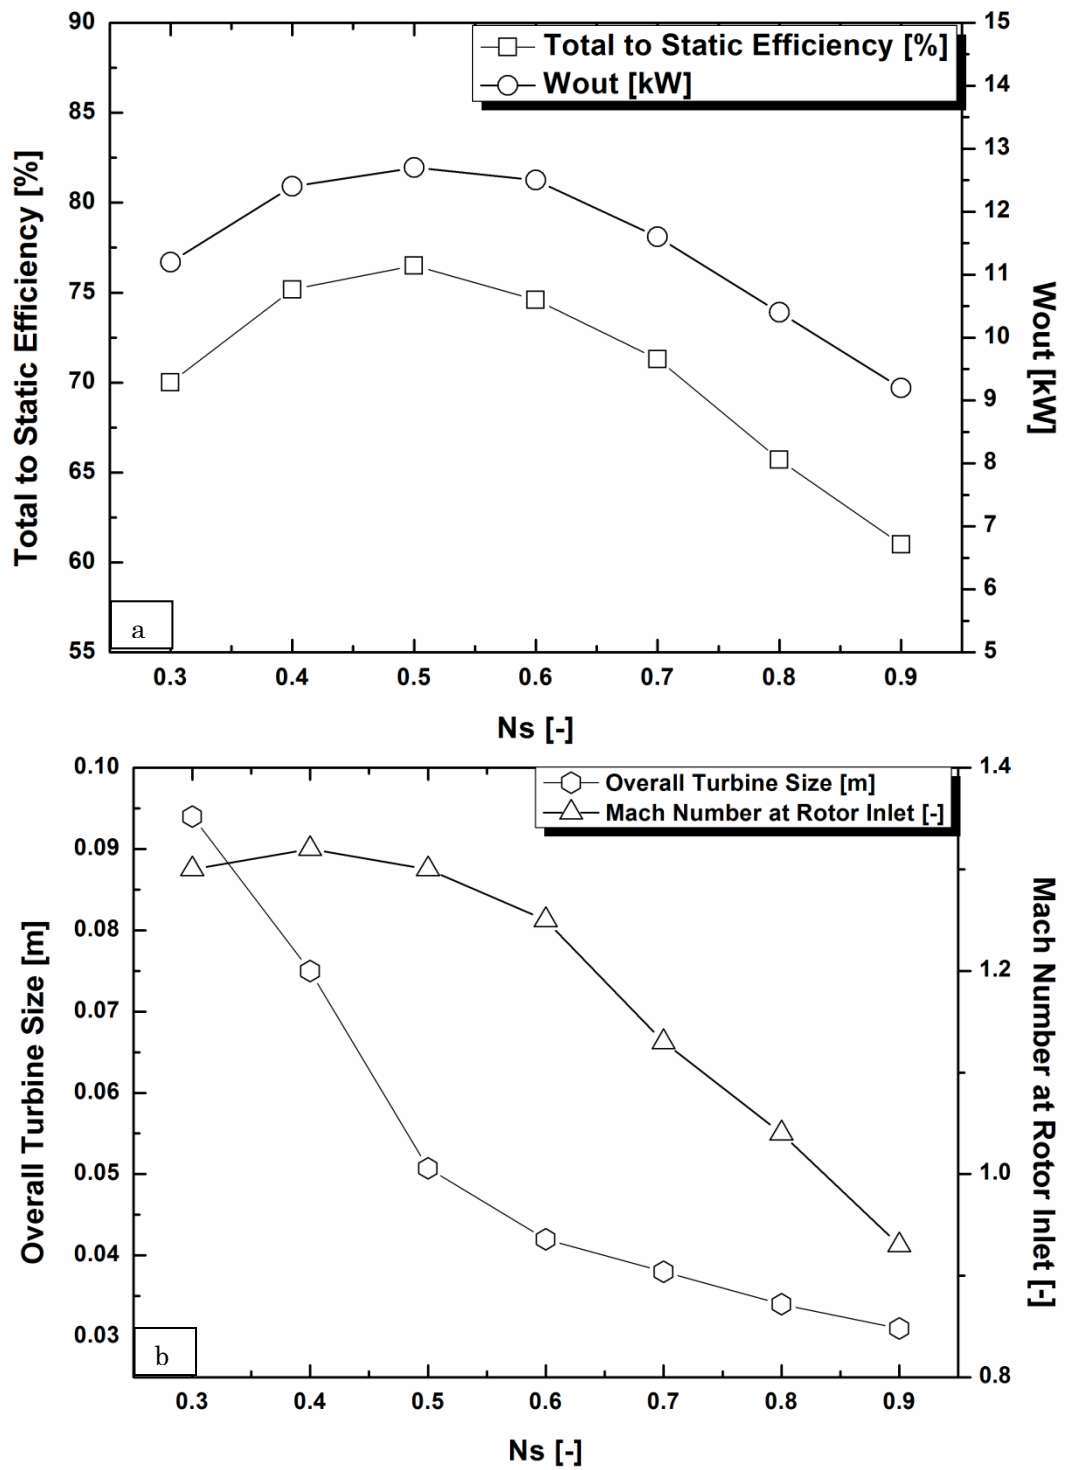 90
85
80
75
70
65
60
55
Total to Static Efficiency [%]
Total to Static Efficiency [%]
Wout [kW]
15
14
13
12
11
10
9
8
7
6
5
Wout [kW]
a
0.3 0.4 0.5 0.6 0.7 0.8 0.9
Ns [-]
0.10
0.09
0.08
0.07
0.06
0.05
0.04
0.03
Overall Turbine Size [m]
Overall Turbine Size [m]
Mach Number at Rotor Inlet [-]
1.4
1.2
1.0
0.8
Mach Number at Rotor Inlet [-]
b
0.3 0.4 0.5 0.6 0.7 0.8 0.9
Ns [-]